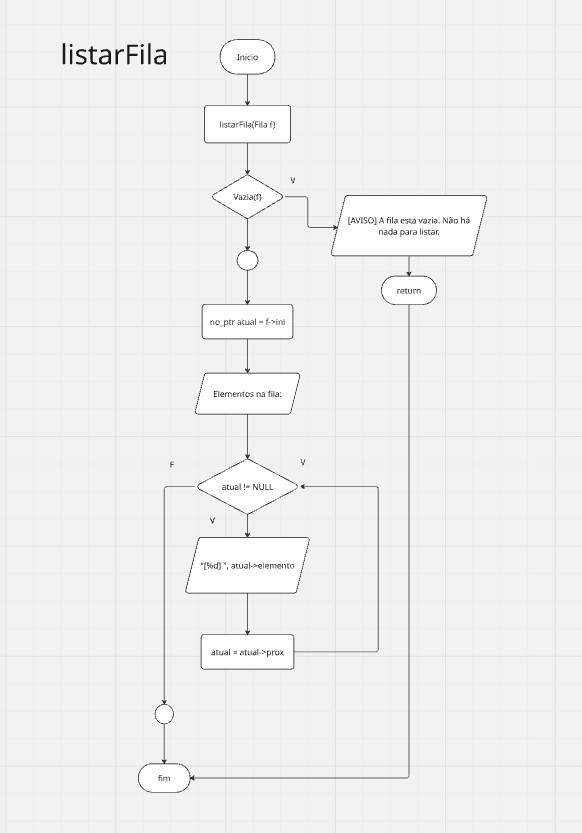 listarFila
Inicio
listarFila(Fila f)
V
Vazia(f)
[AVISO] A fila esta vazia. Não há
nada para listar.
return
no_ptr atual = f->ini
Elementos na fila:
F
V
atual != NULL
V
"[%d] ", atual->elemento
atual = atual->prox
fim